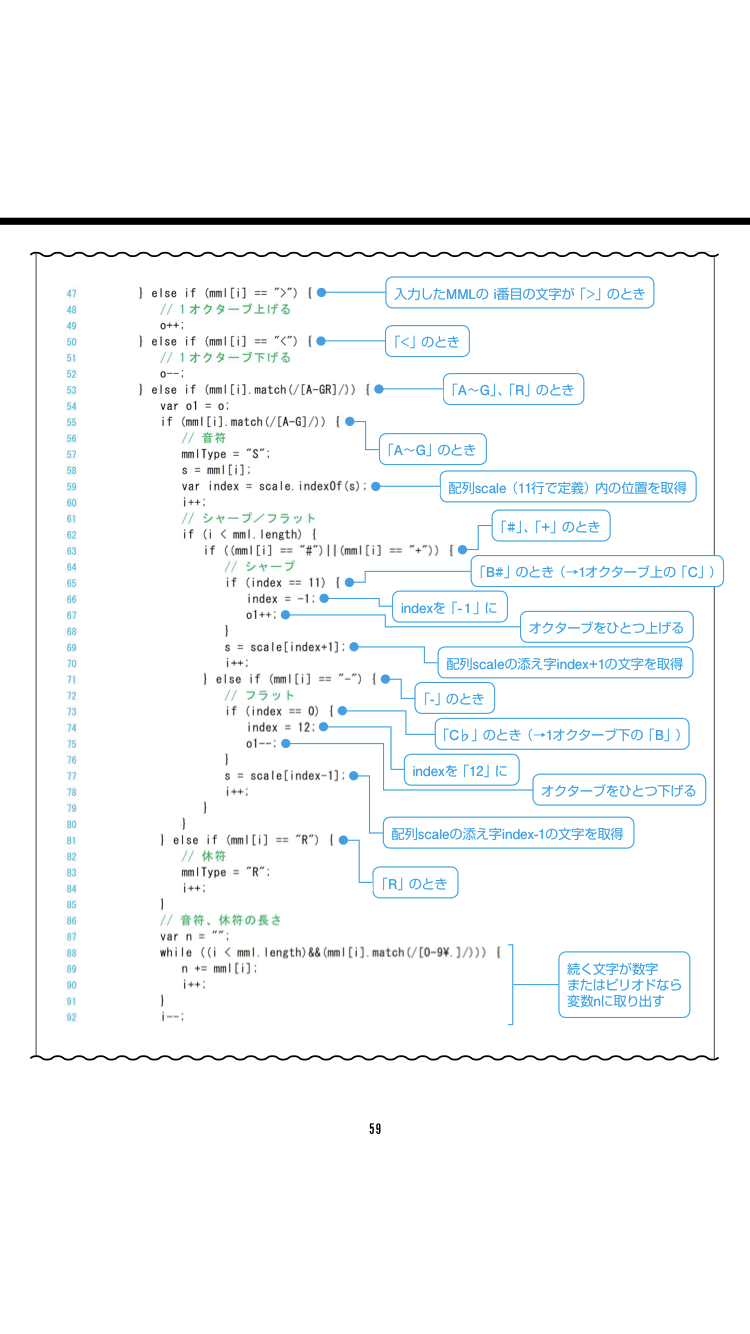 47 } else if (mml[i] == ">") { 入力したMMLの i番目の文字が「>」のとき
48 // 1オクターブ上げる
49 o++;
50 } else if (mml[i] == "<") { 「<」のとき
51 // 1オクターブ下げる
52 o--;
53 } else if (mml[i].match(/[A-GR]/)) { 「A〜G」、「R」のとき
54 var o1 = o;
55 if (mml[i].match(/[A-G]/)) {
56 // 音符 「A〜G」のとき
57 mmlType = "S";
58 s = mml[i];
59 var index = scale.indexOf(s); 配列scale（11行で定義）内の位置を取得
60 i++;
61 // シャープ／フラット 「#」、「+」のとき
62 if (i < mml.length) {
63 if ((mml[i] == "#")||(mml[i] == "+")) {
64 // シャープ 「B#」のとき（→1オクターブ上の「C」）
65 if (index == 11) {
66 index = -1; indexを「-1」に
67 o1++; オクターブをひとつ上げる
68 }
69 s = scale[index+1]; 配列scaleの添え字index+1の文字を取得
70 i++;
71 } else if (mml[i] == "-") { 「-」のとき
72 // フラット
73 if (index == 0) { 「C♭」のとき（→1オクターブ下の「B」）
74 index = 12; indexを「12」に
75 o1--; オクターブをひとつ下げる
76 }
77 s = scale[index-1]; 配列scaleの添え字index-1の文字を取得
78 i++;
79 }
80 }
81 } else if (mml[i] == "R") {
82 // 休符 「R」のとき
83 mmlType = "R";
84 i++;
85 }
86 // 音符、休符の長さ
87 var n = "";
88 while ((i < mml.length)&&(mml[i].match(/[0-9¥.]/))) {
89 n += mml[i];
90 i++;
91 }
92 i--;
続く文字が数字
またはピリオドなら
変数nに取り出す
59